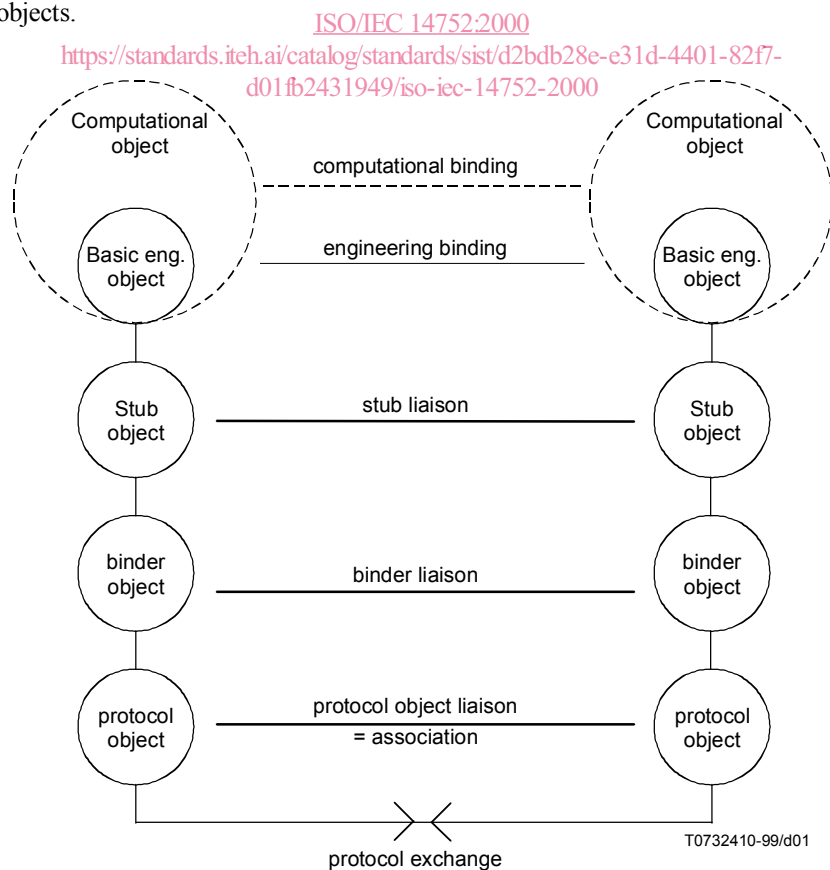 objects.
ISO/IEC 14752:2000
https://standards.iteh.ai/catalog/standards/sist/d2bdb28e-e31d-4401-82f7-
d01fb2431949/iso-iec-14752-2000
Computational
object
Computational
object
computational binding
engineering binding
Basic eng.
object
Basic eng.
object
Stub
object
stub liaison
Stub
object
binder
object
binder liaison
binder
object
protocol
object
protocol object liaison
= association
protocol
object
T0732410-99/d01
protocol exchange